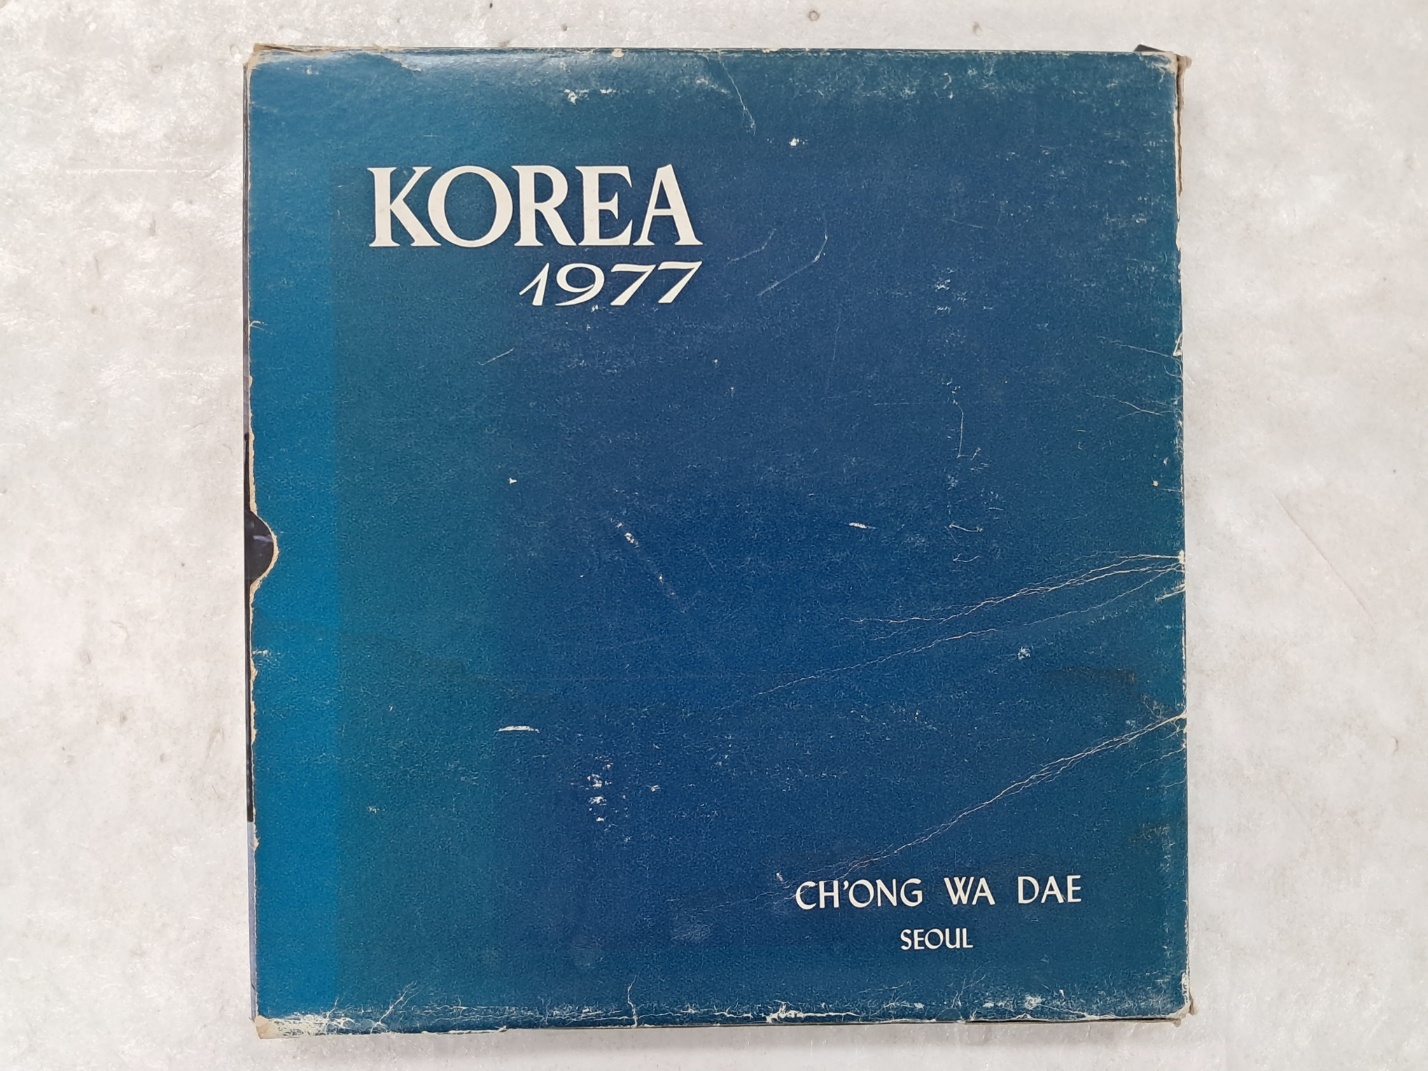 KOREA
1977
CH'ONG WA DAE
SEOUL